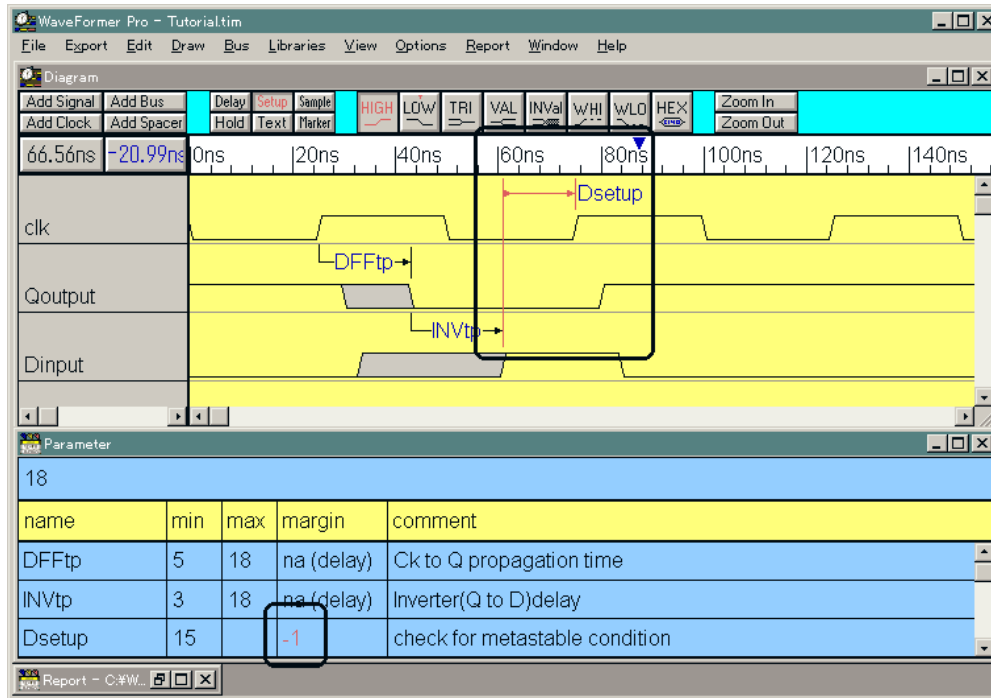 WaveFormer Pro - Tutorial.tim
File Export Edit Draw Bus Libraries View Options Report Window Help
Diagram
Add Signal Add Bus Delay Setup Sample HIGH LOW TRI VAL INVal WHI WLO HEX Zoom In
Add Clock Add Spacer Hold Text Marker Zoom Out
66.56ns -20.99ns 0ns 20ns 40ns 60ns 80ns 100ns 120ns 140ns
Dsetup
clk
DFFtp
Qoutput
INVtp
Dinput
Parameter
18
name min max margin comment
DFFtp 5 18 na (delay) Ck to Q propagation time
INVtp 3 18 na (delay) Inverter(Q to D)delay
Dsetup 15 -1 check for metastable condition
Report - C:¥W...